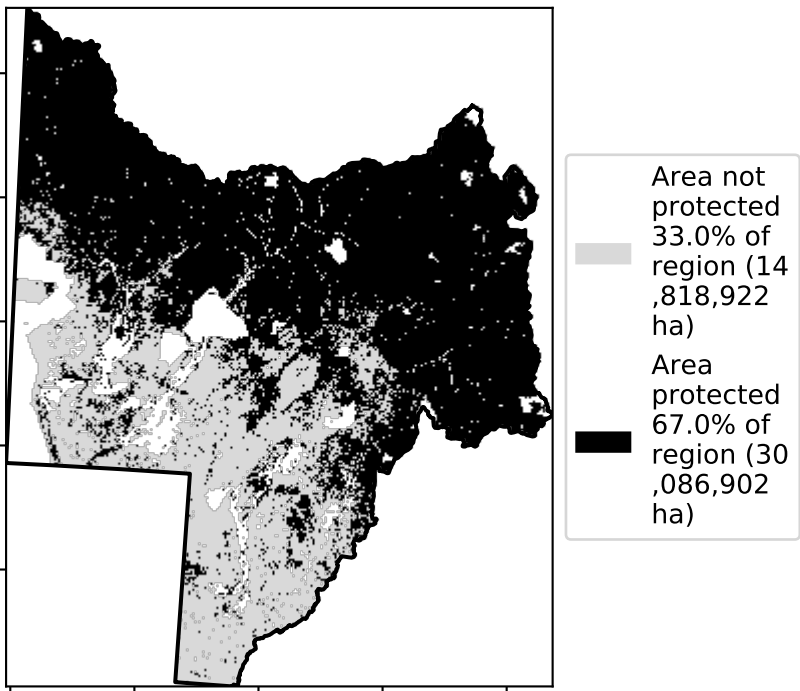 Area not
protected
33.0% of
region (14
,818,922
ha)
Area
protected
67.0% of
region (30
,086,902
ha)